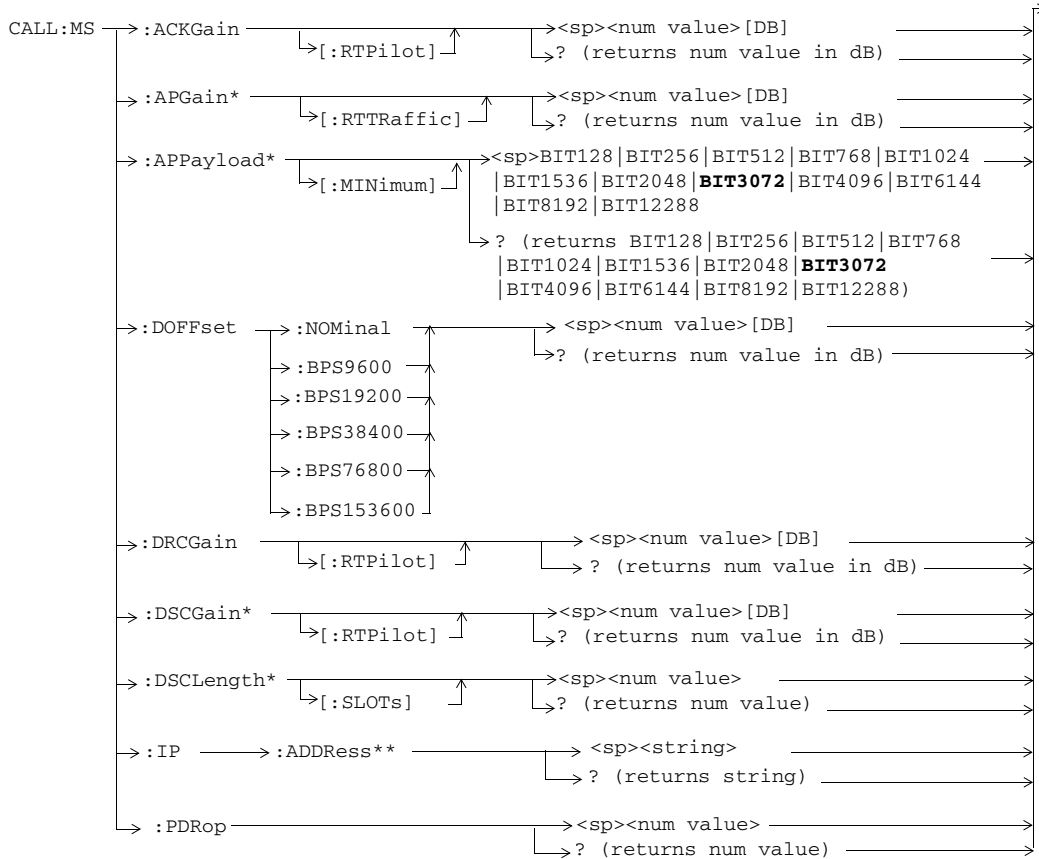 CALL:MS :ACKGain <sp><num value>[DB]
[:RTPilot] ? (returns num value in dB)
:APGain* <sp><num value>[DB]
[:RTTRaffic] ? (returns num value in dB)
:APPayload* <sp>BIT128|BIT256|BIT512|BIT768|BIT1024
[:MINimum] |BIT1536|BIT2048|BIT3072|BIT4096|BIT6144
|BIT8192|BIT12288
? (returns BIT128|BIT256|BIT512|BIT768
|BIT1024|BIT1536|BIT2048|BIT3072
|BIT4096|BIT6144|BIT8192|BIT12288)
:DOFFset :NOMinal <sp><num value>[DB]
:BPS9600 ? (returns num value in dB)
:BPS19200
:BPS38400
:BPS76800
:BPS153600
:DRCGain <sp><num value>[DB]
[:RTPilot] ? (returns num value in dB)
:DSCGain* <sp><num value>[DB]
[:RTPilot] ? (returns num value in dB)
:DSCLength* <sp><num value>
[:SLOTs] ? (returns num value)
:IP :ADDRess** <sp><string>
? (returns string)
:PDRop <sp><num value>
? (returns num value)